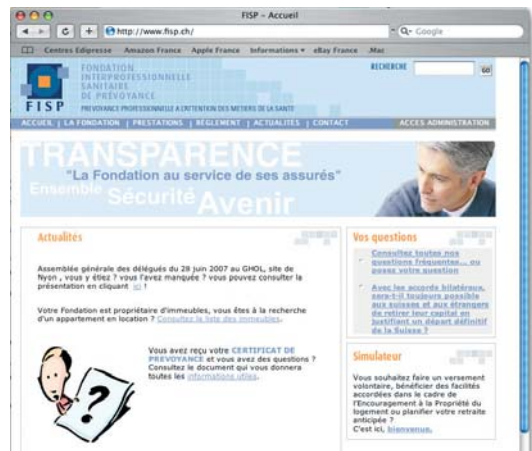 FISP – Accueil
http://www.fisp.ch/
Q- Google
Centres Edipresse Amazon France Apple France Informations ▾ eBay France .Mac
FONDATION
INTERPROFESSIONNELLE
SANITAIRE
DE PRÉVOYANCE
FISP
PREVOYANCE PROFESSIONNELLE A L'ATTENTION DES METIERS DE LA SANTE
RECHERCHE
GO
ACCUEIL | LA FONDATION | PRESTATIONS | REGLEMENT | ACTUALITES | CONTACT
ACCES ADMINISTRATION
TRANSPARENCE
"La Fondation au service de ses assurés"
Ensemble Sécurité Avenir
Actualités
Assemblée générale des délégués du 28 juin 2007 au GHOL, site de
Nyon , vous y étiez ? vous l'avez manquée ? vous pouvez consulter la
présentation en cliquant ici !
Votre Fondation est propriétaire d'immeubles, vous êtes à la recherche
d'un appartement en location ? Consultez la liste des immeubles.
Vous avez reçu votre CERTIFICAT DE
PREVOYANCE et vous avez des questions ?
Consultez le document qui vous donnera
toutes les informations utiles.
?
Vos questions
Consultez toutes nos
questions fréquentes... ou
posez votre question
Avec les accords bilatéraux,
sera-t-il toujours possible
aux suisses et aux étrangers
de retirer leur capital en
justifiant un départ définitif
de la Suisse ?
Simulateur
Vous souhaitez faire un versement
volontaire, bénéficier des facilités
accordées dans le cadre de
l'Encouragement à la Propriété du
logement ou planifier votre retraite
anticipée ?
C'est ici, bienvenue.